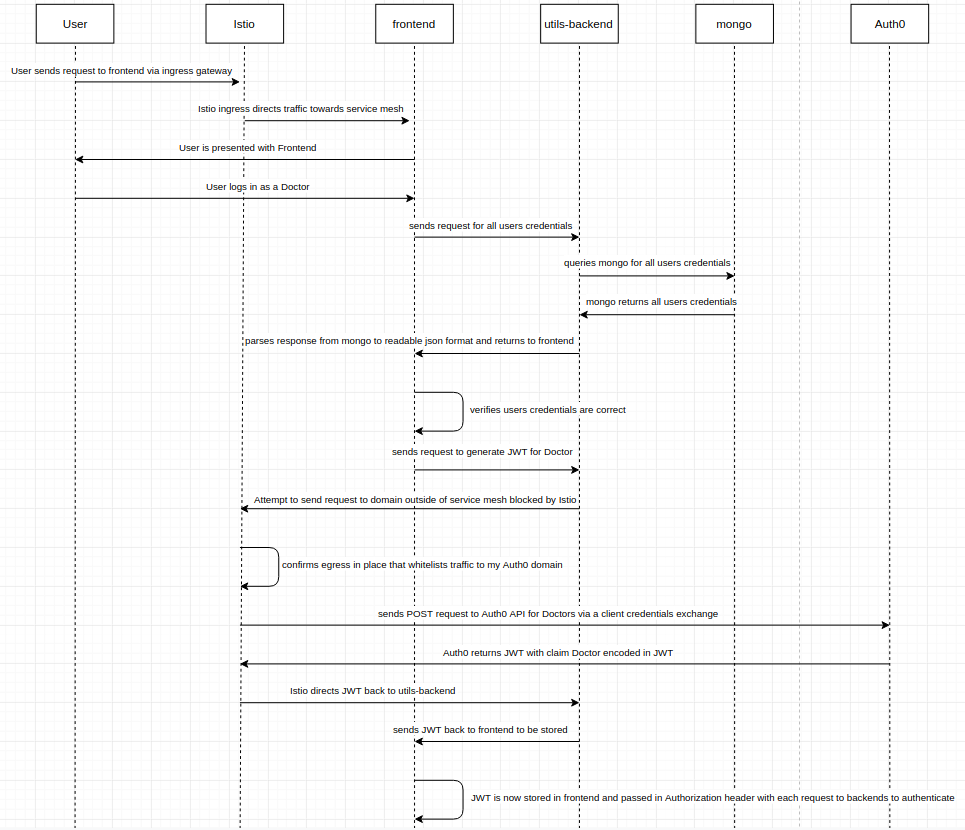 User
Istio
frontend
utils-backend
mongo
Auth0
User sends request to frontend via ingress gateway
Istio ingress directs traffic towards service mesh
User is presented with Frontend
User logs in as a Doctor
sends request for all users credentials
queries mongo for all users credentials
mongo returns all users credentials
parses response from mongo to readable json format and returns to frontend
verifies users credentials are correct
sends request to generate JWT for Doctor
Attempt to send request to domain outside of service mesh blocked by Istio
confirms egress in place that whitelists traffic to my Auth0 domain
sends POST request to Auth0 API for Doctors via a client credentials exchange
Auth0 returns JWT with claim Doctor encoded in JWT
Istio directs JWT back to utils-backend
sends JWT back to frontend to be stored
JWT is now stored in frontend and passed in Authorization header with each request to backends to authenticate